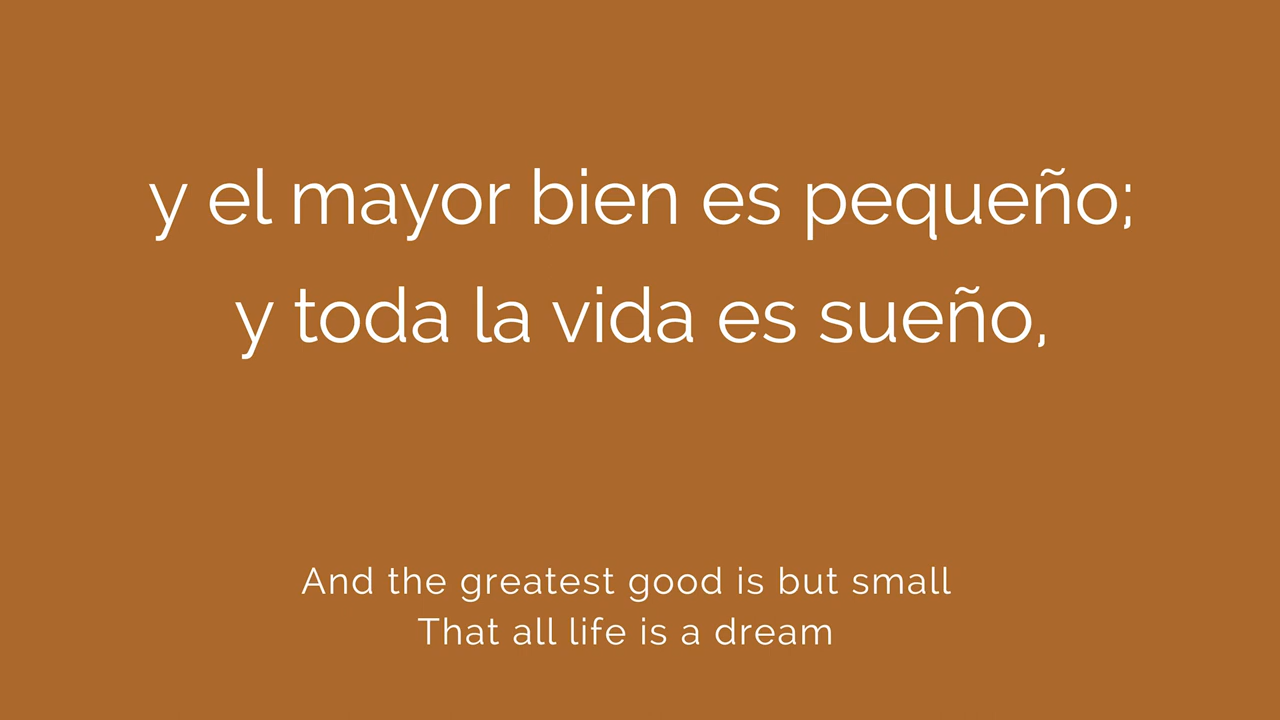 y el mayor bien es pequeño;
y toda la vida es sueño,
And the greatest good is but small
That all life is a dream